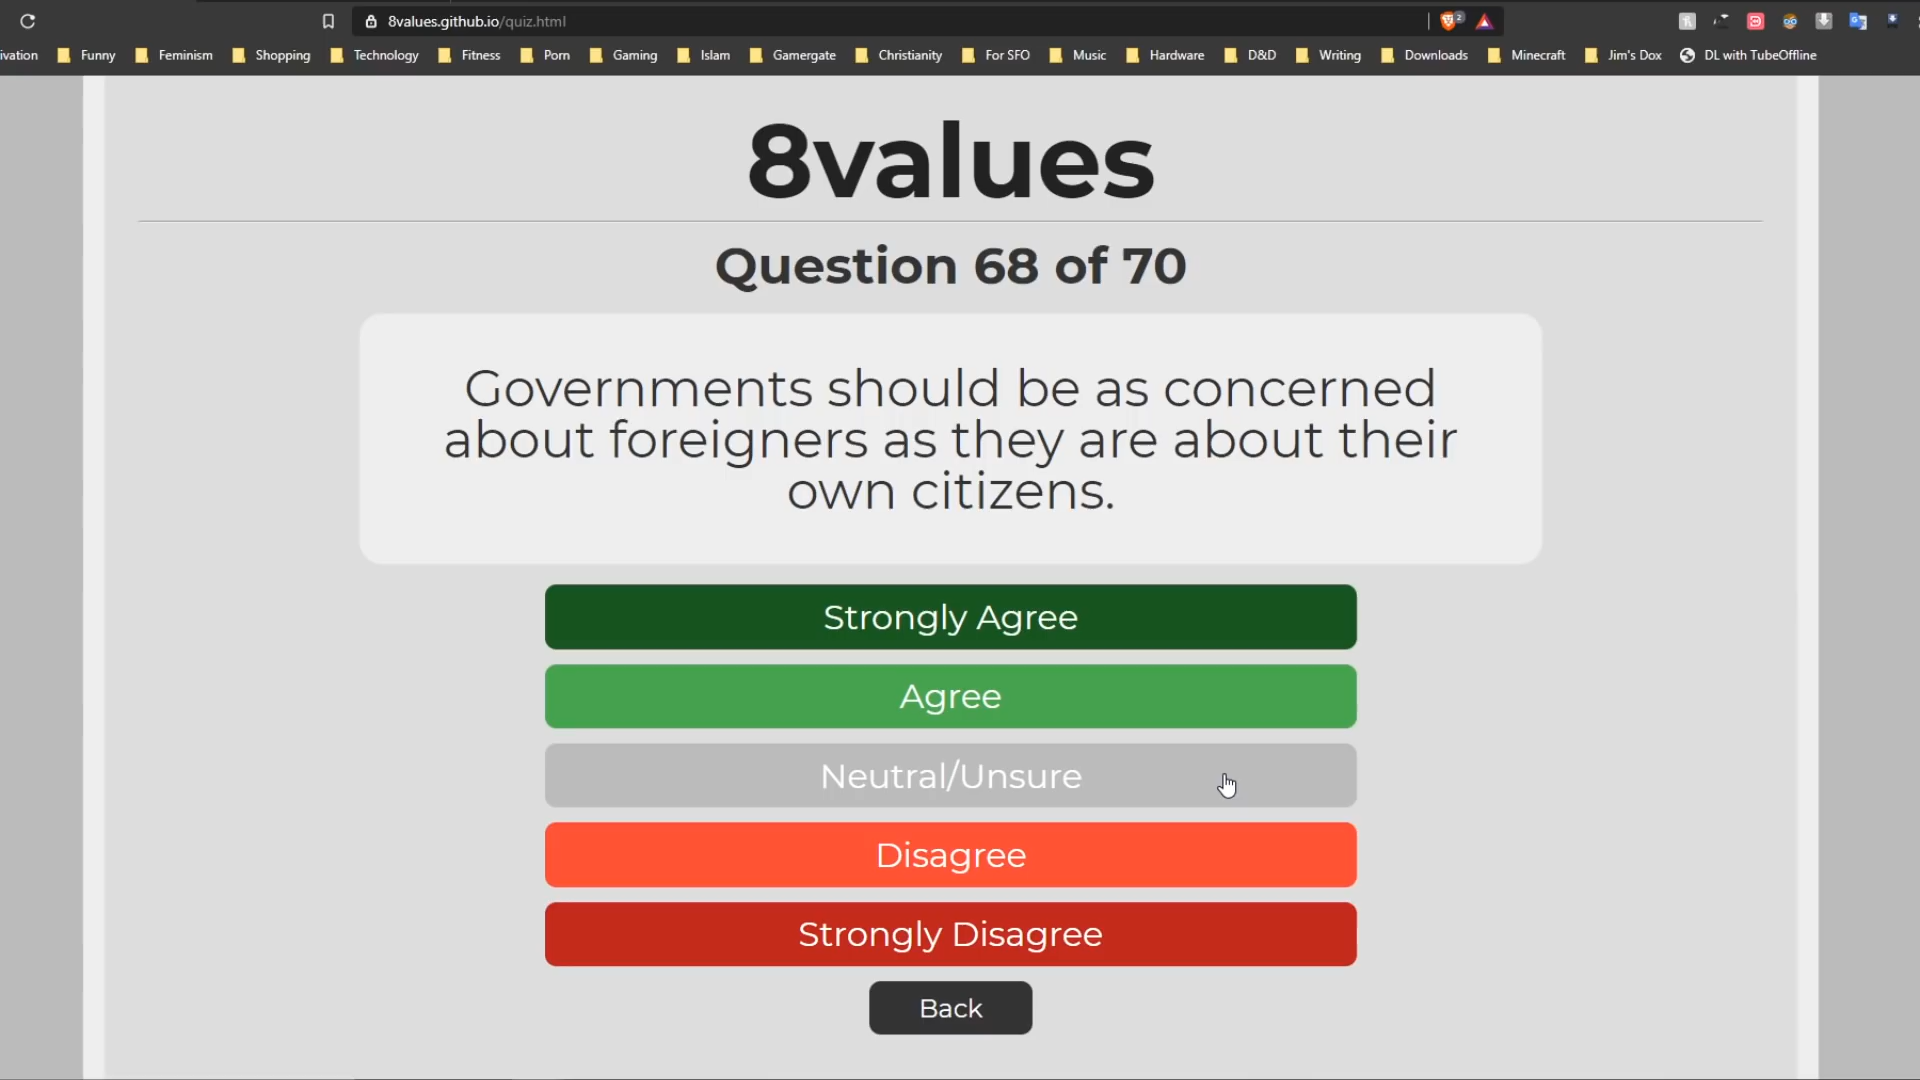 8values.github.io/quiz.html
2
ivation Funny Feminism Shopping Technology Fitness Porn Gaming Islam Gamergate Christianity For SFO Music Hardware D&D Writing Downloads Minecraft Jim's Dox DL with TubeOffline
8values
Question 68 of 70
Governments should be as concerned
about foreigners as they are about their
own citizens.
Strongly Agree
Agree
Neutral/Unsure
Disagree
Strongly Disagree
Back